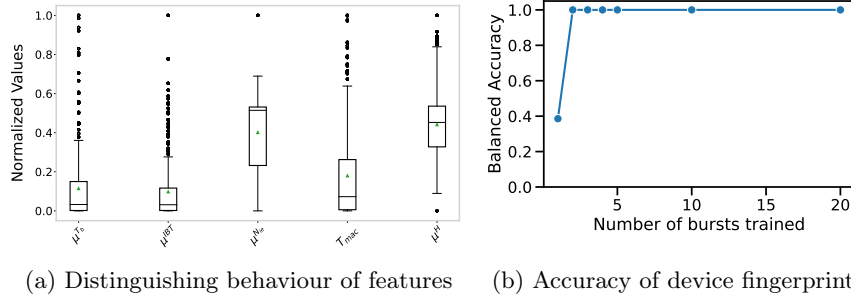 Normalized Values
1.0
0.8
0.6
0.4
0.2
0.0
μ^{T_b}
μ^{IBT}
μ^{N_{ie}}
T_{mac}
μ^{H}
(a) Distinguishing behaviour of features
Balanced Accuracy
1.0
0.8
0.6
0.4
0.2
0.0
5 10 15 20
Number of bursts trained
(b) Accuracy of device fingerprint